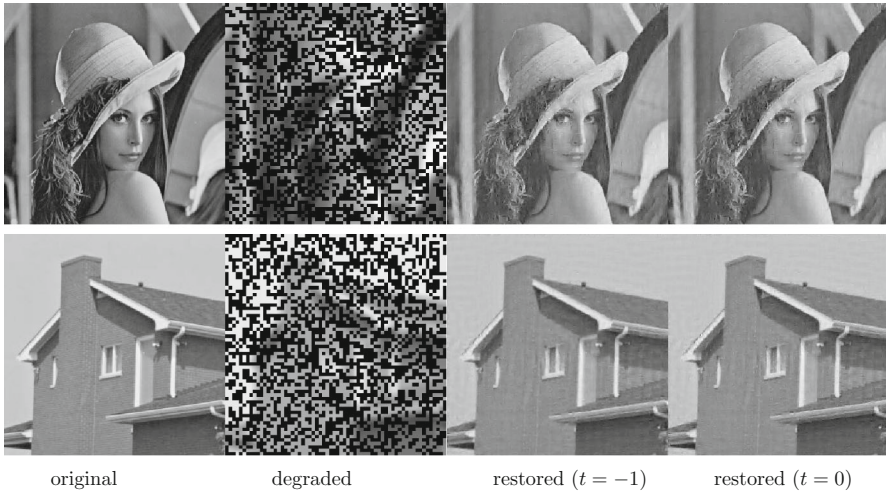 original degraded restored (t = −1) restored (t = 0)